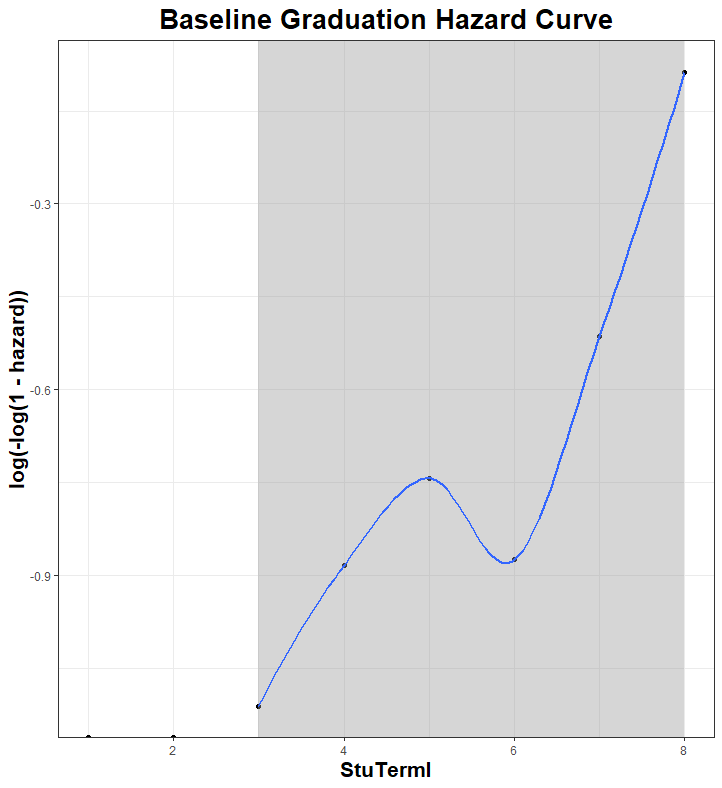 Baseline Graduation Hazard Curve
log(-log(1 - hazard))
-0.3
-0.6
-0.9
2 4 6 8
StuTermI